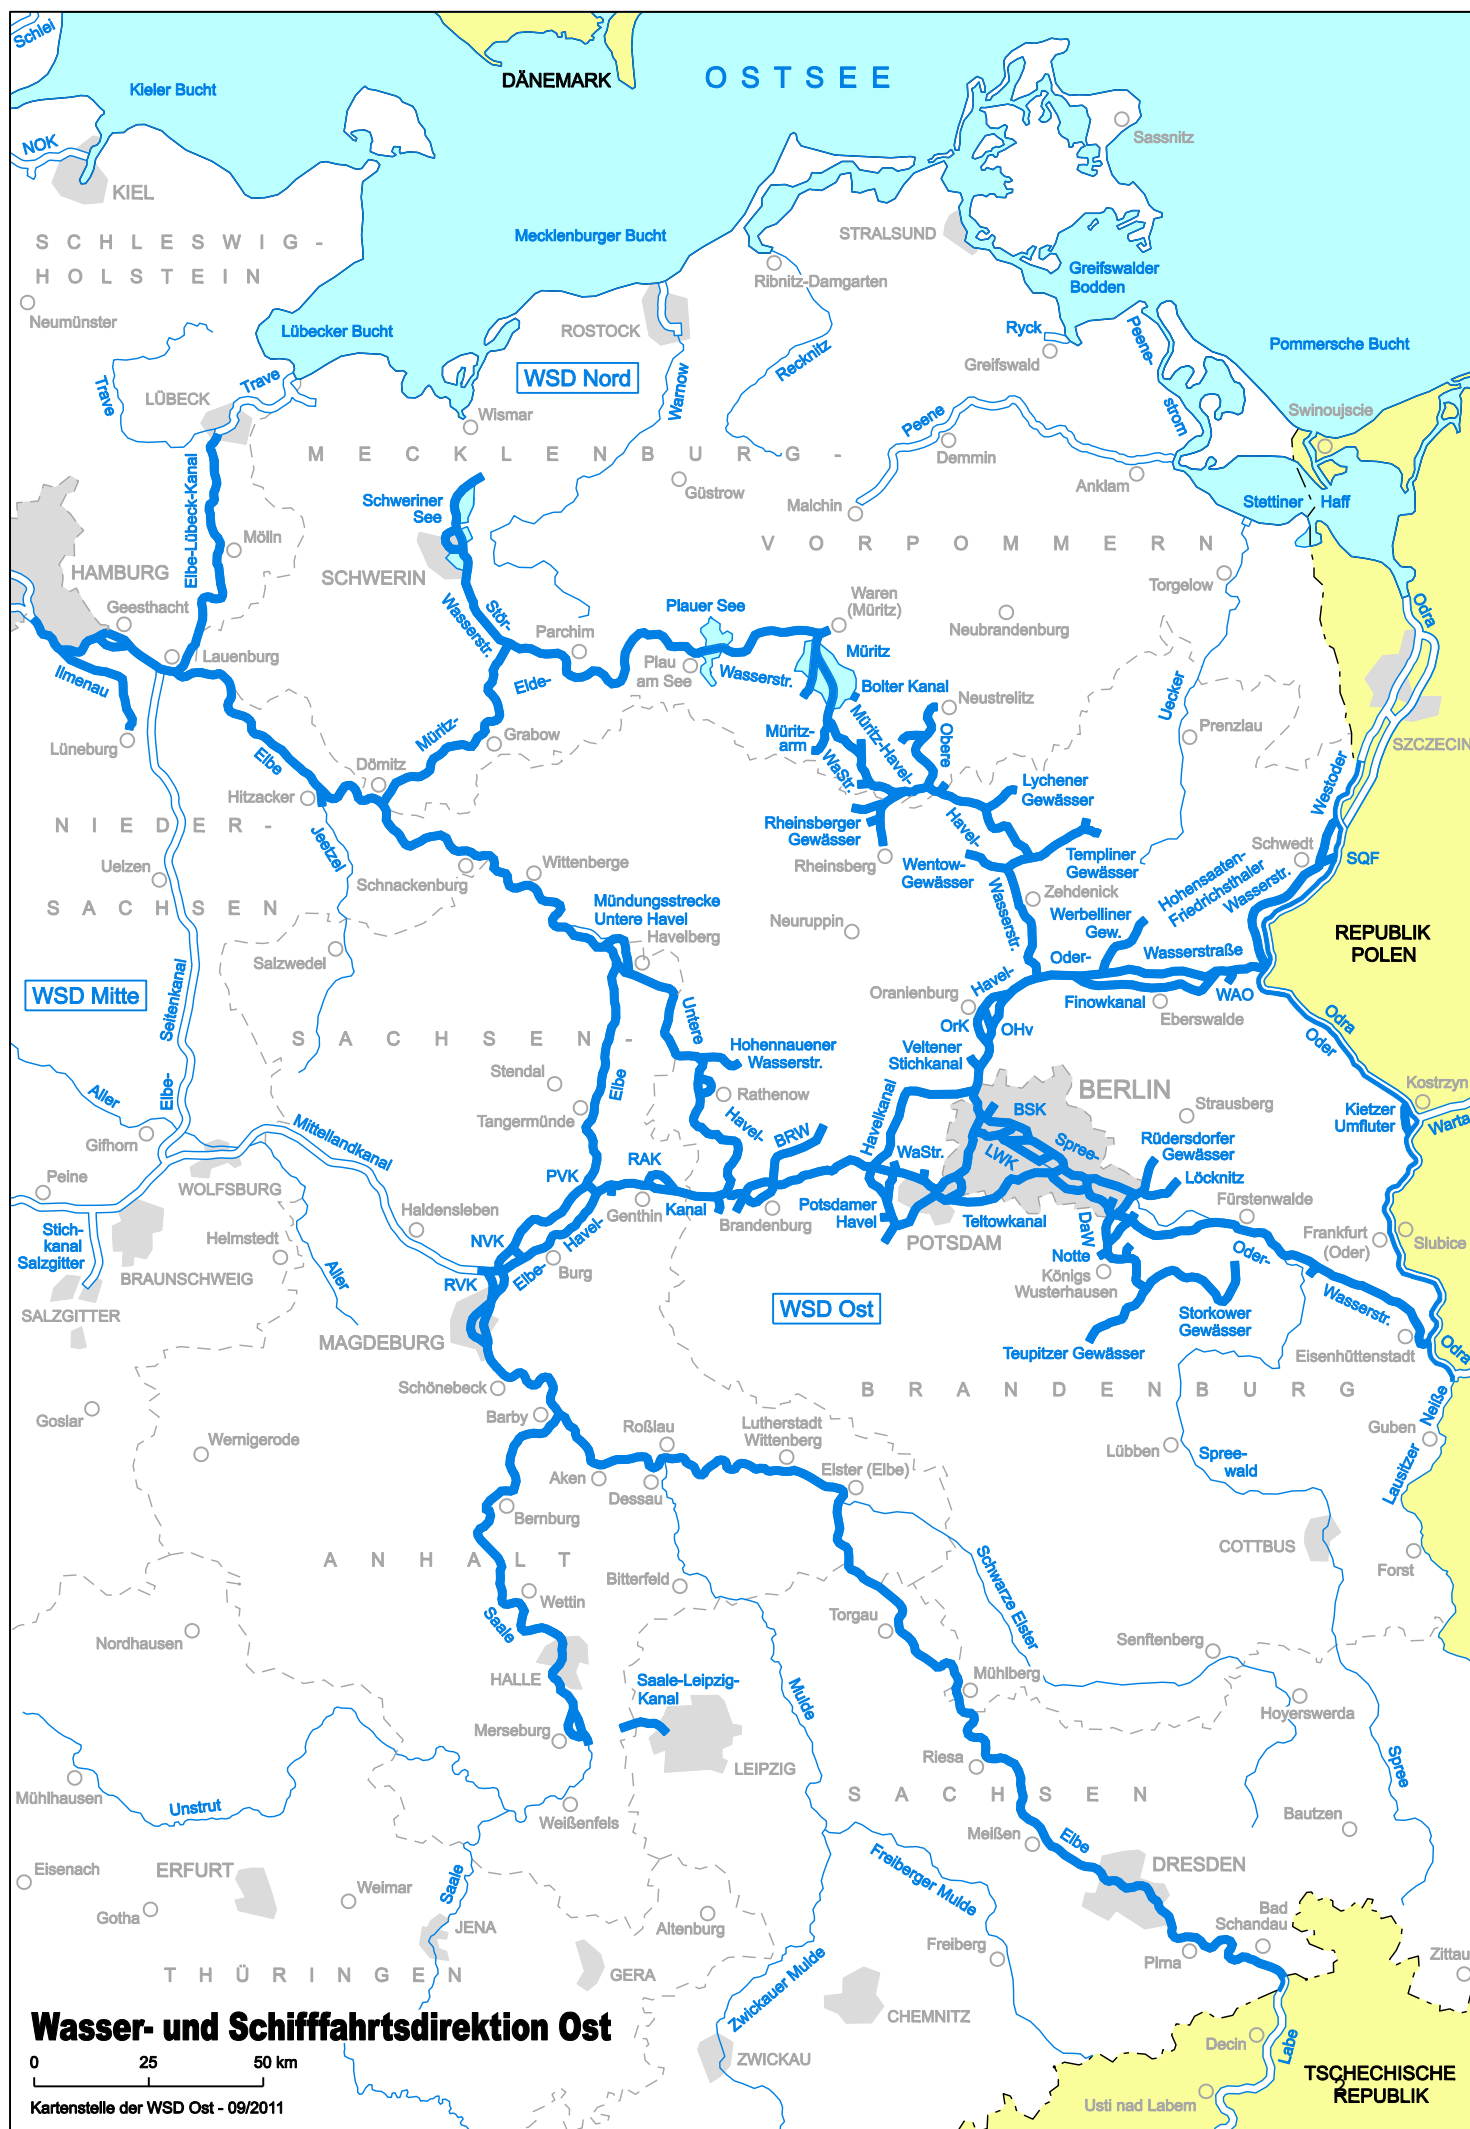 Schlei
Kieler Bucht
DÄNEMARK
OSTSEE
NOK
KIEL
Sassnitz
SCHLESWIG-
HOLSTEIN
Mecklenburger Bucht
STRALSUND
Greifswalder
Bodden
Ribnitz-Damgarten
Neumünster
Lübecker Bucht
ROSTOCK
Ryck
Peene-
strom
Pommersche Bucht
Greifswald
Recknitz
Trave
LÜBECK
Trave
WSD Nord
Warnow
Wismar
Peene
Swinoujscie
Demmin
MECKLENBURG-
Anklam
Güstrow
Malchin
Schweriner
See
Stettiner Haff
Elbe-Lübeck-Kanal
Mölln
VORPOMMERN
HAMBURG
SCHWERIN
Torgelow
Geesthacht
Stör-
Wasserstr.
Plauer See
Waren
(Müritz)
Neubrandenburg
Odra
Parchim
Lauenburg
Plau
am See
Müritz
Ilmenau
Elde-
Wasserstr.
Bolter Kanal
Neustrelitz
Uecker
Prenzlau
SZCZECIN
Lüneburg
Müritz-
Grabow
Müritz-
arm
Müritz-Havel-
WaStr.
Obere
Elbe
Dömitz
Hitzacker
Lychener
Gewässer
Westoder
NIEDER-
SACHSEN
Jeetzel
Rheinsberger
Gewässer
Havel-
Wasserstr.
Schwedt
SQF
Uelzen
Schnackenburg
Wittenberge
Rheinsberg
Wentow-
Gewässer
Templiner
Gewässer
Zehdenick
Hohensaaten-
Friedrichsthaler
Wasserstr.
Mündungsstrecke
Untere Havel
Neuruppin
Werbelliner
Gew.
REPUBLIK
POLEN
Salzwedel
Havelberg
Oder-
Wasserstraße
WSD Mitte
Elbe-
Seitenkanal
Oranienburg
Havel-
Finowkanal
WAO
Eberswalde
Untere
SACHSEN-
OrK
OHv
Odra
Oder
Hohennauener
Wasserstr.
Veltener
Stichkanal
Aller
Stendal
Elbe
Rathenow
BERLIN
Kostrzyn
Tangermünde
Havelkanal
BSK
Strausberg
Kietzer
Umfluter
Warta
Gifhorn
Mittellandkanal
Havel-
BRW
Spree-
Rüdersdorfer
Gewässer
Peine
WOLFSBURG
PVK
RAK
WaStr.
LWK
Löcknitz
Haldensleben
Genthin
Kanal
Brandenburg
Potsdamer
Havel
Teltowkanal
Fürstenwalde
Stich-
kanal
Salzgitter
Helmstedt
NVK
Havel-
POTSDAM
DaW
Notte
Frankfurt
(Oder)
Slubice
BRAUNSCHWEIG
Aller
RVK
Elbe-
Burg
Königs
Wusterhausen
Oder-
Wasserstr.
SALZGITTER
WSD Ost
Storkower
Gewässer
MAGDEBURG
Teupitzer Gewässer
Eisenhüttenstadt
Odra
Schönebeck
BRANDENBURG
Goslar
Barby
Roßlau
Lutherstadt
Wittenberg
Guben
Neiße
Lausitzer
Wernigerode
Lübben
Spree-
wald
Aken
Dessau
Elster (Elbe)
Bernburg
COTTBUS
ANHALT
Schwarze Elster
Forst
Bitterfeld
Wettin
Saale
Torgau
Nordhausen
Senftenberg
HALLE
Saale-Leipzig-
Kanal
Mulde
Mühlberg
Hoyerswerda
Merseburg
Riesa
LEIPZIG
Spree
Mühlhausen
Unstrut
SACHSEN
Weißenfels
Meißen
Elbe
Bautzen
Eisenach
ERFURT
Weimar
Saale
Freiberger Mulde
DRESDEN
Gotha
JENA
Altenburg
Bad
Schandau
Freiberg
Pirna
Zittau
THÜRINGEN
GERA
Zwickauer Mulde
CHEMNITZ
Wasser- und Schifffahrtsdirektion Ost
Decin
Labe
ZWICKAU
0 25 50 km
TSCHECHISCHE
REPUBLIK
2
Usti nad Labem
Kartenstelle der WSD Ost - 09/2011